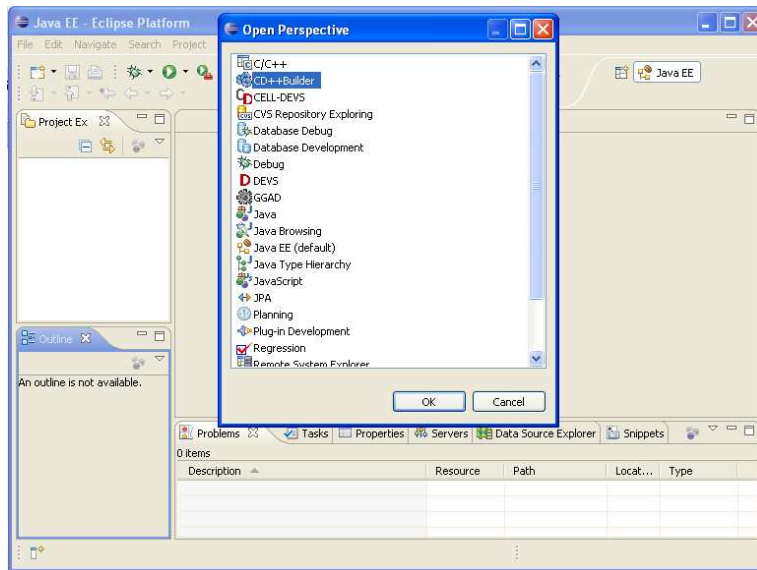 Java EE - Eclipse Platform
File Edit Navigate Search Project
Java EE
Project Ex
Outline
An outline is not available.
Open Perspective
C/C++
CD++Builder
CELL-DEVS
CVS Repository Exploring
Database Debug
Database Development
Debug
DEVS
GGAD
Java
Java Browsing
Java EE (default)
Java Type Hierarchy
JavaScript
JPA
Planning
Plug-in Development
Regression
Remote System Explorer
OK Cancel
Problems Tasks Properties Servers Data Source Explorer Snippets
0 items
Description Resource Path Locat... Type